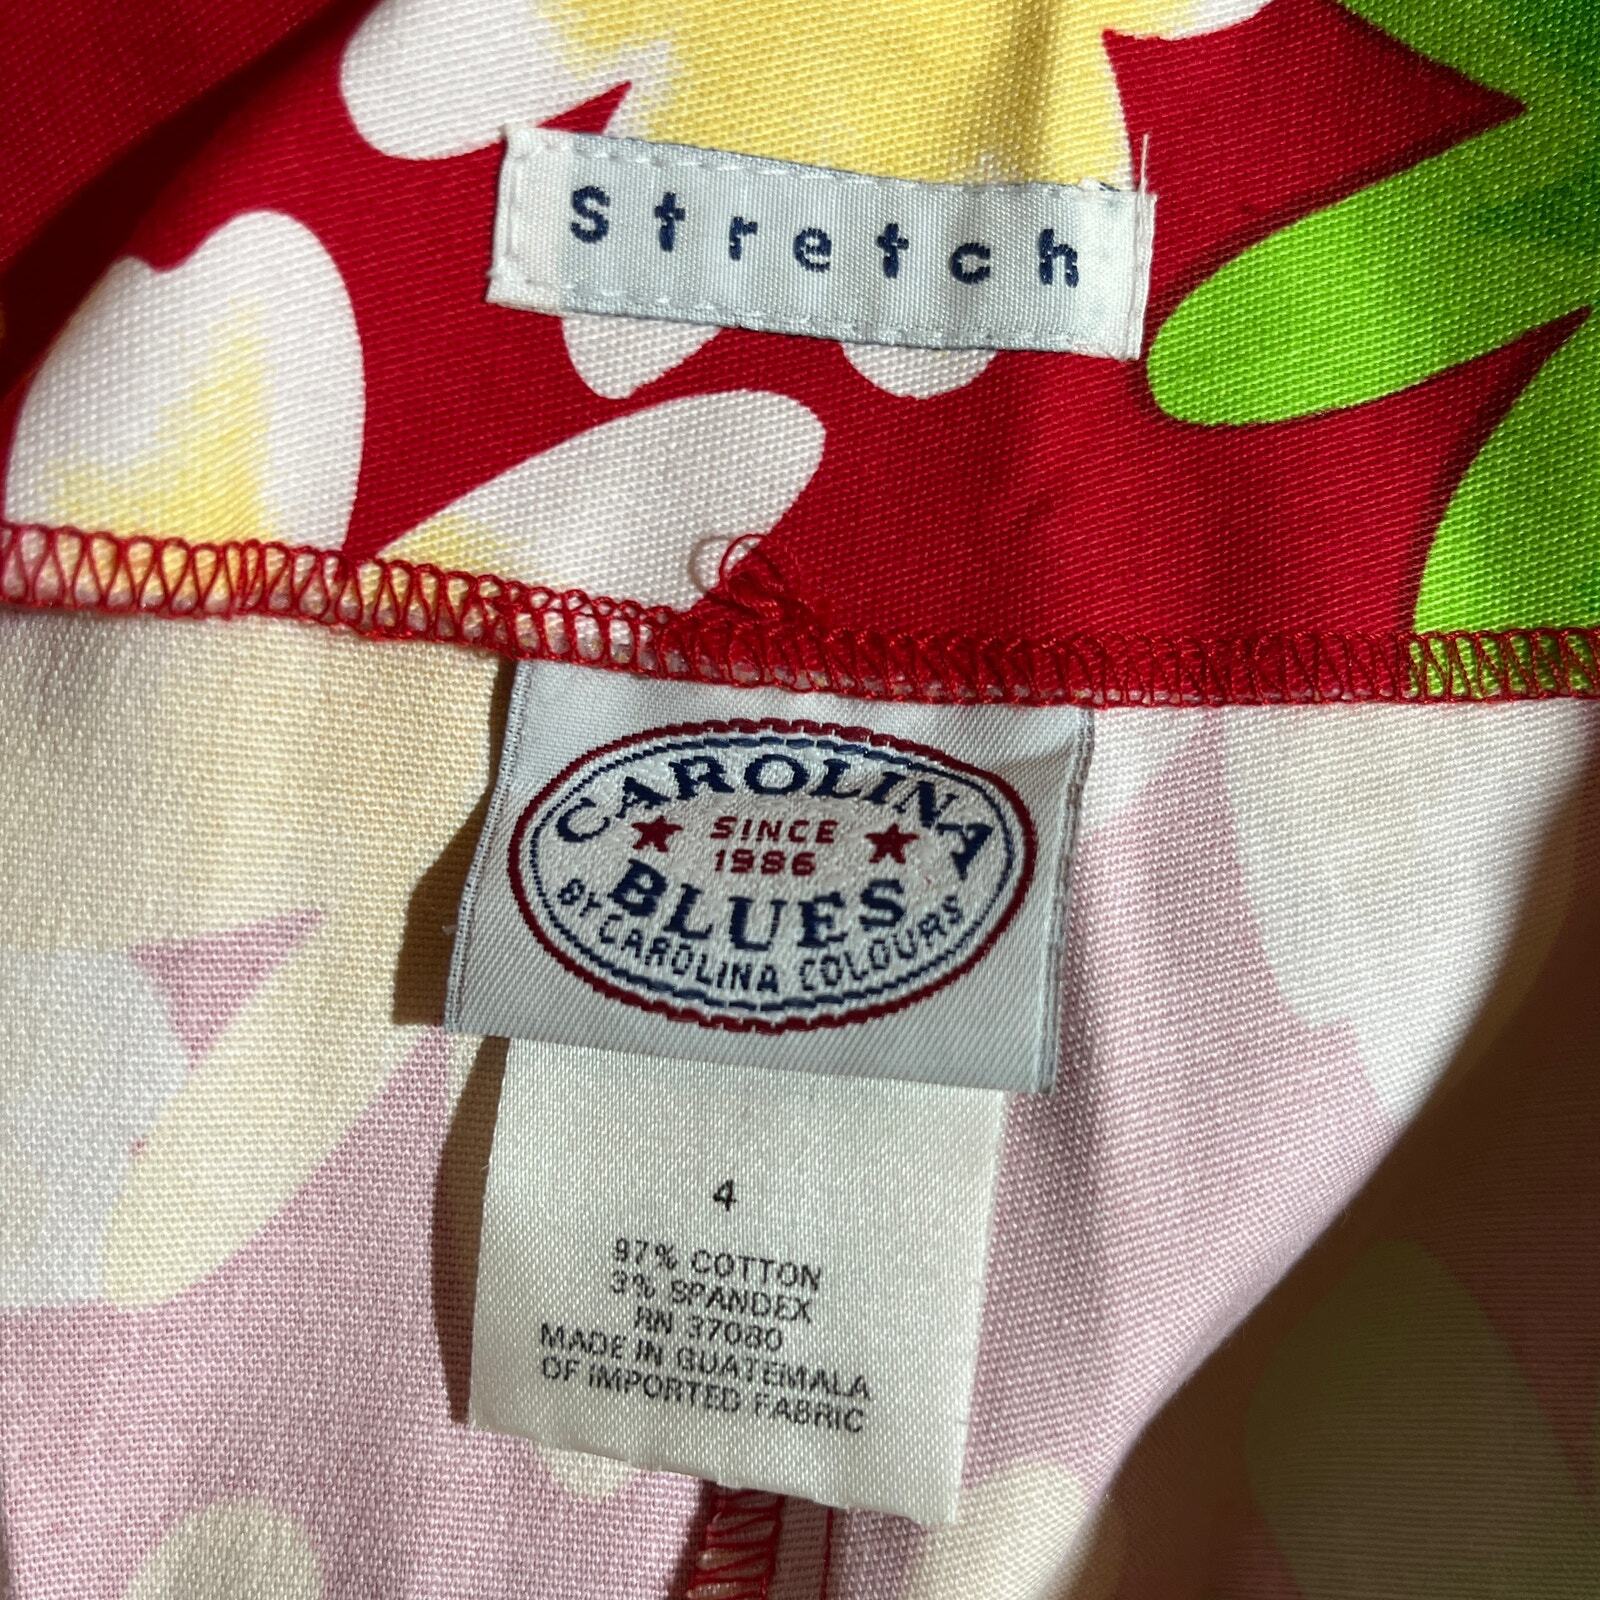 Stretch
CAROLINA
SINCE
1986
BLUES
BY CAROLINA COLOURS
4
97% COTTON
3% SPANDEX
RN 37080
MADE IN GUATEMALA
OF IMPORTED FABRIC